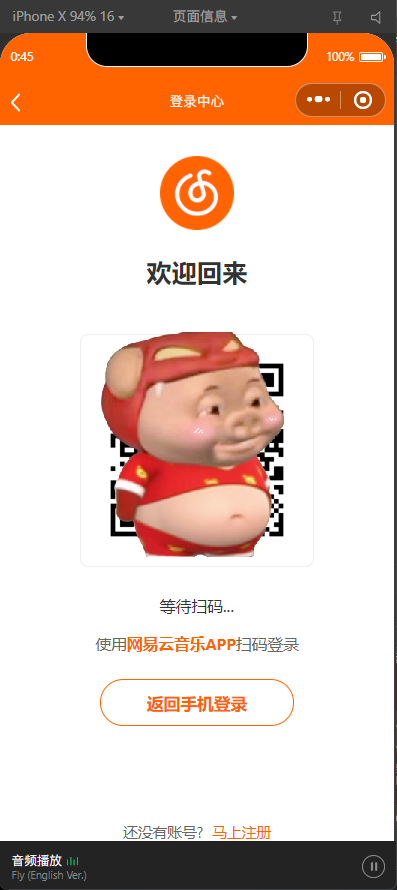 iPhone X 94% 16
页面信息
0:45
100%
登录中心
欢迎回来
等待扫码...
使用网易云音乐APP扫码登录
返回手机登录
还没有账号？ 马上注册
音频播放
Fly (English Ver.)